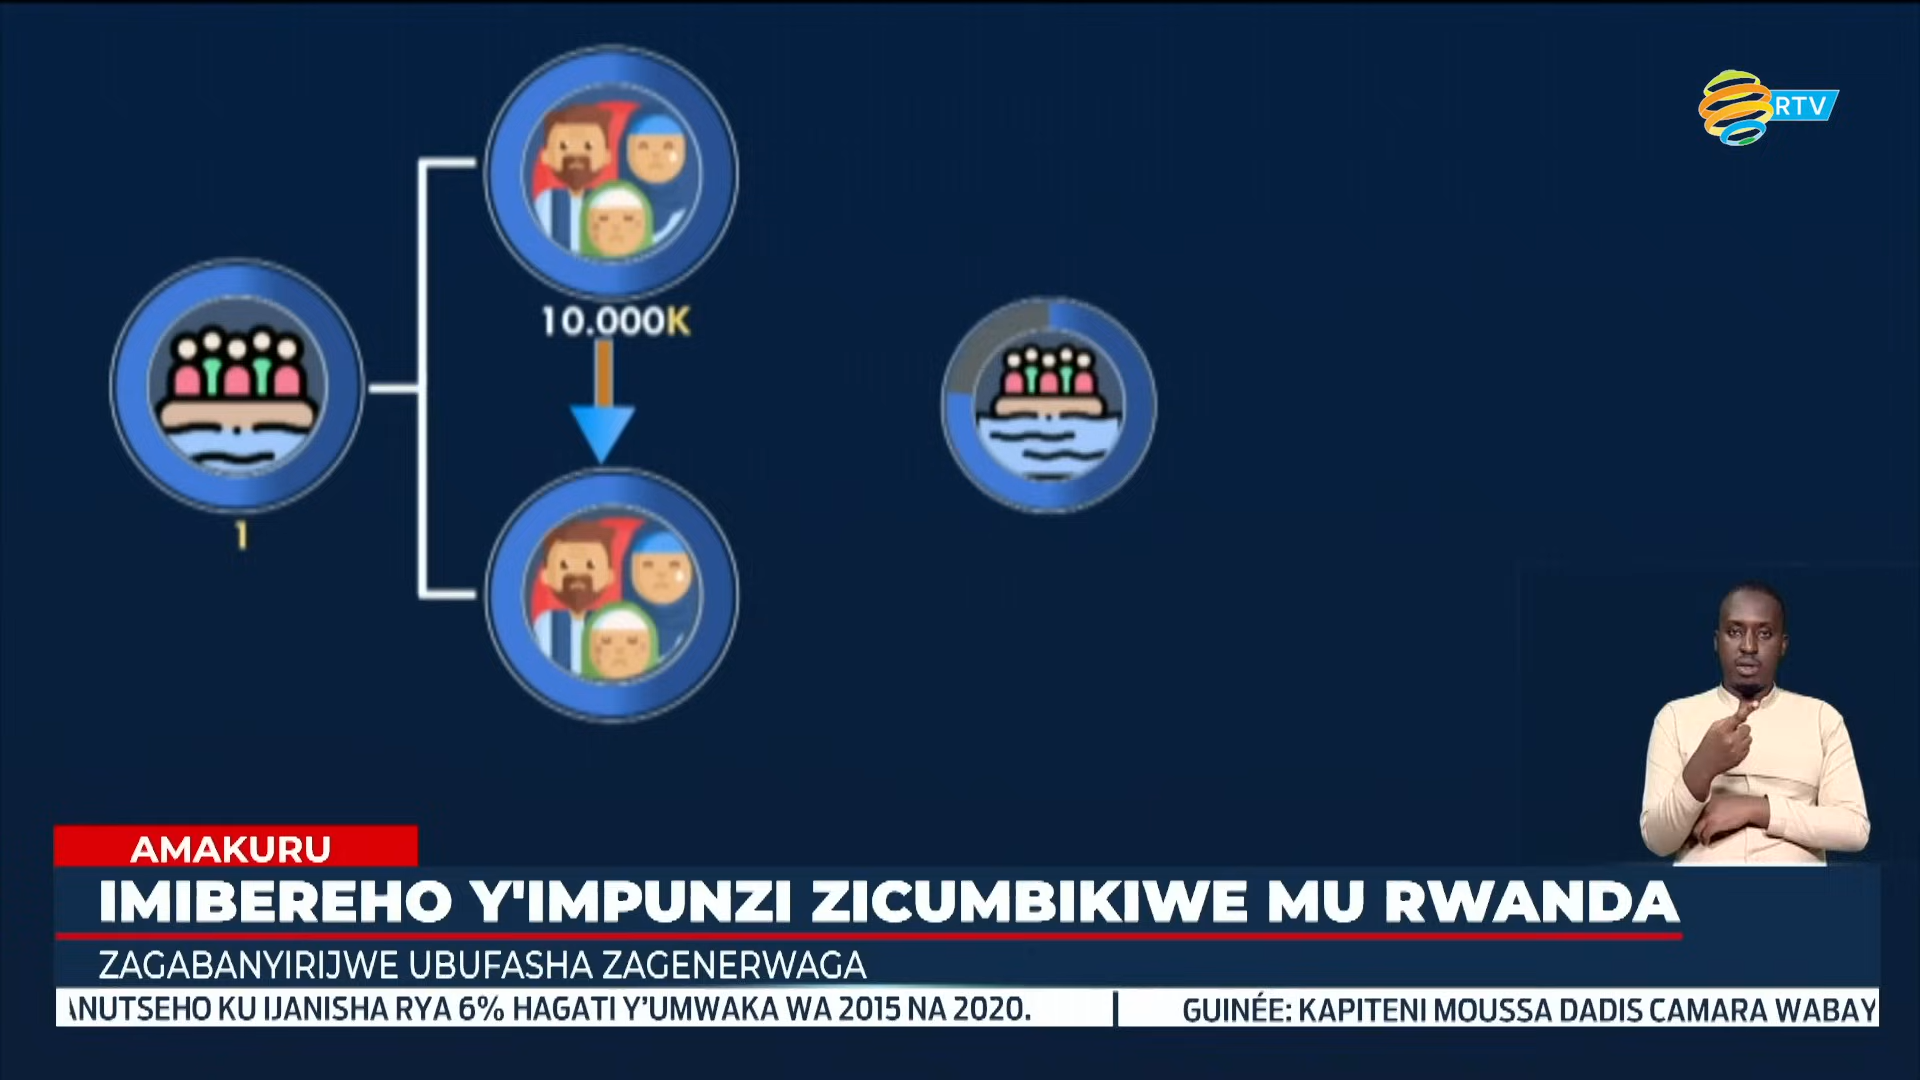 RTV
10.000K
1
AMAKURU
IMIBEREHO Y'IMPUNZI ZICUMBIKIWE MU RWANDA
ZAGABANYIRIJWE UBUFASHA ZAGENERWAGA
ANUTSEHO KU IJANISHA RYA 6% HAGATI Y’UMWAKA WA 2015 NA 2020. | GUINÉE: KAPITENI MOUSSA DADIS CAMARA WABAY